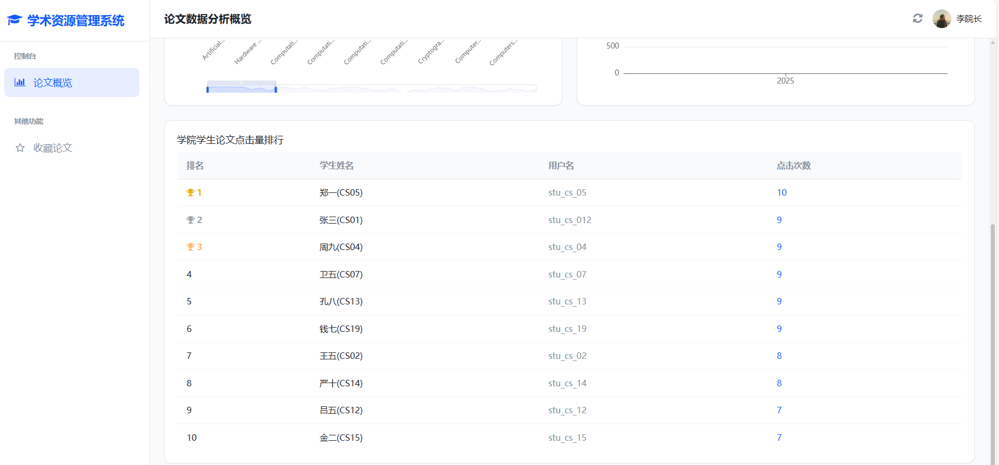 学术资源管理系统
论文数据分析概览
李院长
控制台
论文概览
其他功能
收藏论文
Artificial...
Hardware ...
Computati...
Computati...
Computati...
Computati...
Cryptogra...
Computer...
Computers...
500
0
2025
学院学生论文点击量排行
排名 学生姓名 用户名 点击次数
1 郑一(CS05) stu_cs_05 10
2 张三(CS01) stu_cs_012 9
3 周九(CS04) stu_cs_04 9
4 卫五(CS07) stu_cs_07 9
5 孔八(CS13) stu_cs_13 9
6 钱七(CS19) stu_cs_19 9
7 王五(CS02) stu_cs_02 8
8 严十(CS14) stu_cs_14 8
9 吕五(CS12) stu_cs_12 7
10 金二(CS15) stu_cs_15 7